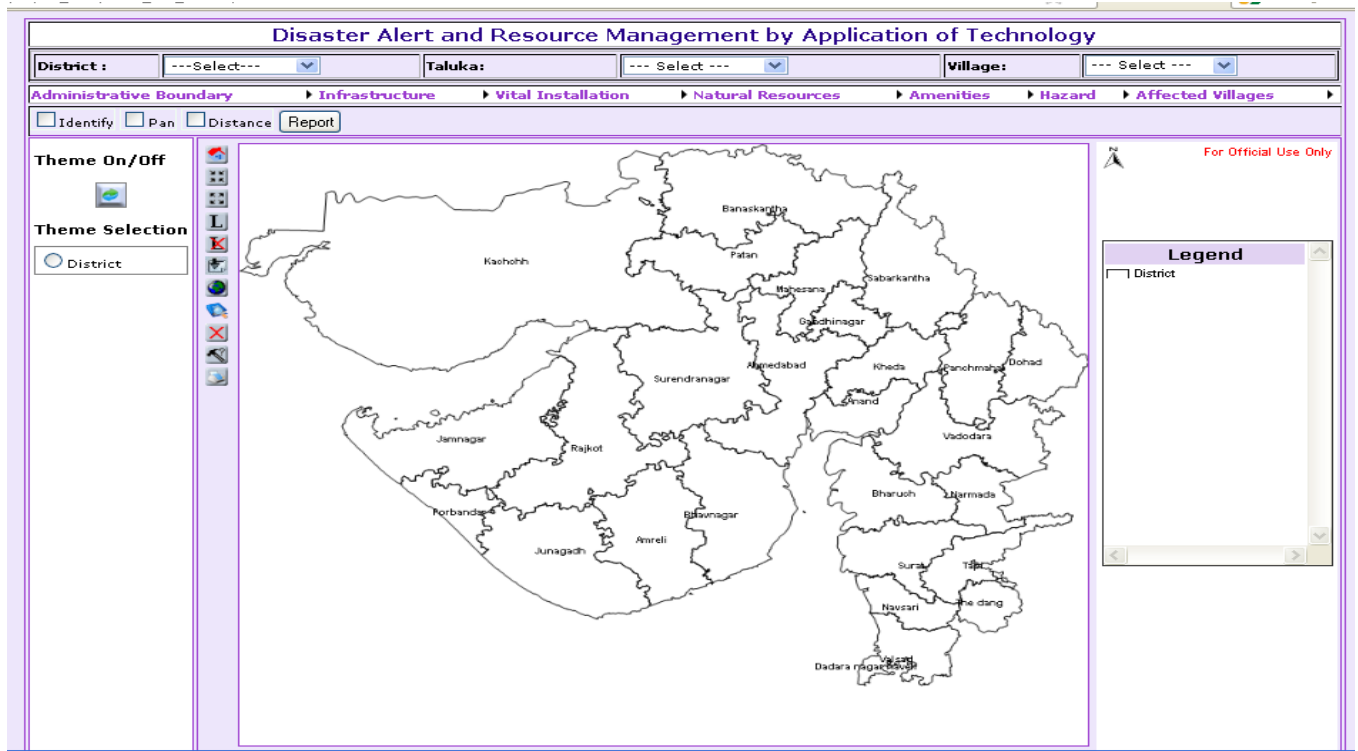 Disaster Alert and Resource Management by Application of Technology
District : ---Select--- Taluka: --- Select --- Village: --- Select ---
Administrative Boundary Infrastructure Vital Installation Natural Resources Amenities Hazard Affected Villages
Identify Pan Distance Report
Theme On/Off
Theme Selection
District
L
N
For Official Use Only
Legend
District
Banaskantha
Patan
Kachchh
Sabarkantha
Mahesana
Gandhinagar
Ahmedabad
Kheda
Panchmahal
Dohad
Surendranagar
Anand
Jamnagar
Rajkot
Vadodara
Bharuch
Narmada
Porbandar
Bhavnagar
Amreli
Junagadh
Surat
Tapi
Navsari
The dang
Valsad
Dadara nagar haveli